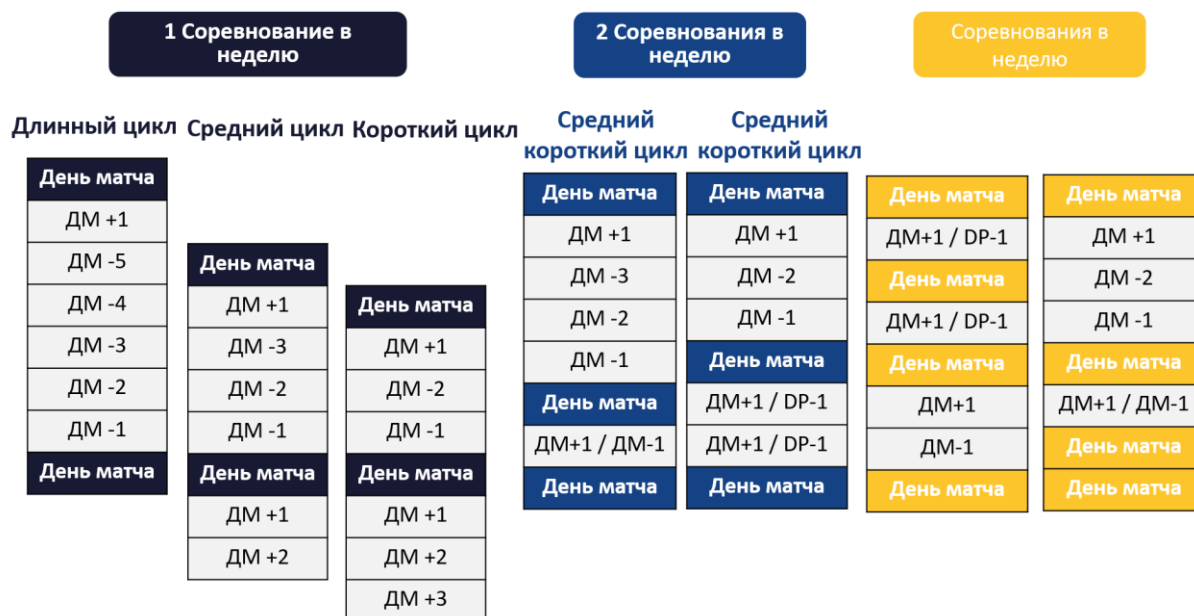 1 Соревнование в
неделю
2 Соревнования в
неделю
Соревнования в
неделю
Длинный цикл
День матча
ДМ +1
ДМ -5
ДМ -4
ДМ -3
ДМ -2
ДМ -1
День матча
Средний цикл
День матча
ДМ +1
ДМ -3
ДМ -2
ДМ -1
День матча
ДМ +1
ДМ +2
Короткий цикл
День матча
ДМ +1
ДМ -2
ДМ -1
День матча
ДМ +1
ДМ +2
ДМ +3
Средний
короткий цикл
День матча
ДМ +1
ДМ -3
ДМ -2
ДМ -1
День матча
ДМ+1 / ДМ-1
День матча
Средний
короткий цикл
День матча
ДМ +1
ДМ -2
ДМ -1
День матча
ДМ+1 / DP-1
ДМ+1 / DP-1
День матча
День матча
ДМ+1 / DP-1
День матча
ДМ+1 / DP-1
День матча
ДМ+1
ДМ-1
День матча
День матча
ДМ +1
ДМ -2
ДМ -1
День матча
ДМ+1 / ДМ-1
День матча
День матча